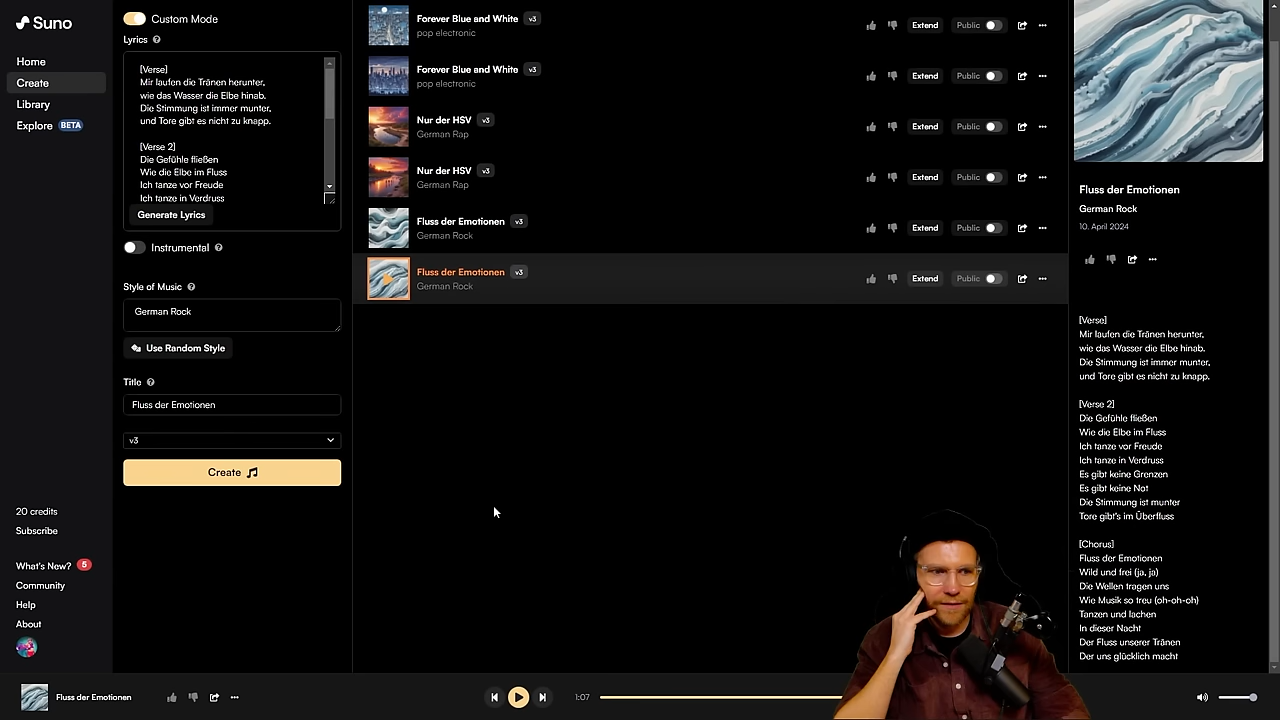 Suno
Home
Create
Library
Explore BETA
20 credits
Subscribe
What's New? 5
Community
Help
About
Custom Mode
Lyrics
[Verse]
Mir laufen die Tränen herunter,
wie das Wasser die Elbe hinab.
Die Stimmung ist immer munter,
und Tore gibt es nicht zu knapp.
[Verse 2]
Die Gefühle fließen
Wie die Elbe im Fluss
Ich tanze vor Freude
Ich tanze in Verdruss
Generate Lyrics
Instrumental
Style of Music
German Rock
Use Random Style
Title
Fluss der Emotionen
v3
Create
Forever Blue and White v3
pop electronic
Extend Public
Forever Blue and White v3
pop electronic
Extend Public
Nur der HSV v3
German Rap
Extend Public
Nur der HSV v3
German Rap
Extend Public
Fluss der Emotionen v3
German Rock
Extend Public
Fluss der Emotionen v3
German Rock
Extend Public
Fluss der Emotionen
German Rock
10. April 2024
[Verse]
Mir laufen die Tränen herunter,
wie das Wasser die Elbe hinab.
Die Stimmung ist immer munter,
und Tore gibt es nicht zu knapp.
[Verse 2]
Die Gefühle fließen
Wie die Elbe im Fluss
Ich tanze vor Freude
Ich tanze in Verdruss
Es gibt keine Grenzen
Es gibt keine Not
Die Stimmung ist munter
Tore gibt's im Überfluss
[Chorus]
Fluss der Emotionen
Wild und frei (ja, ja)
Die Wellen tragen uns
Wie Musik so treu (oh-oh-oh)
Tanzen und lachen
In dieser Nacht
Der Fluss unserer Tränen
Der uns glücklich macht
Fluss der Emotionen
1:07